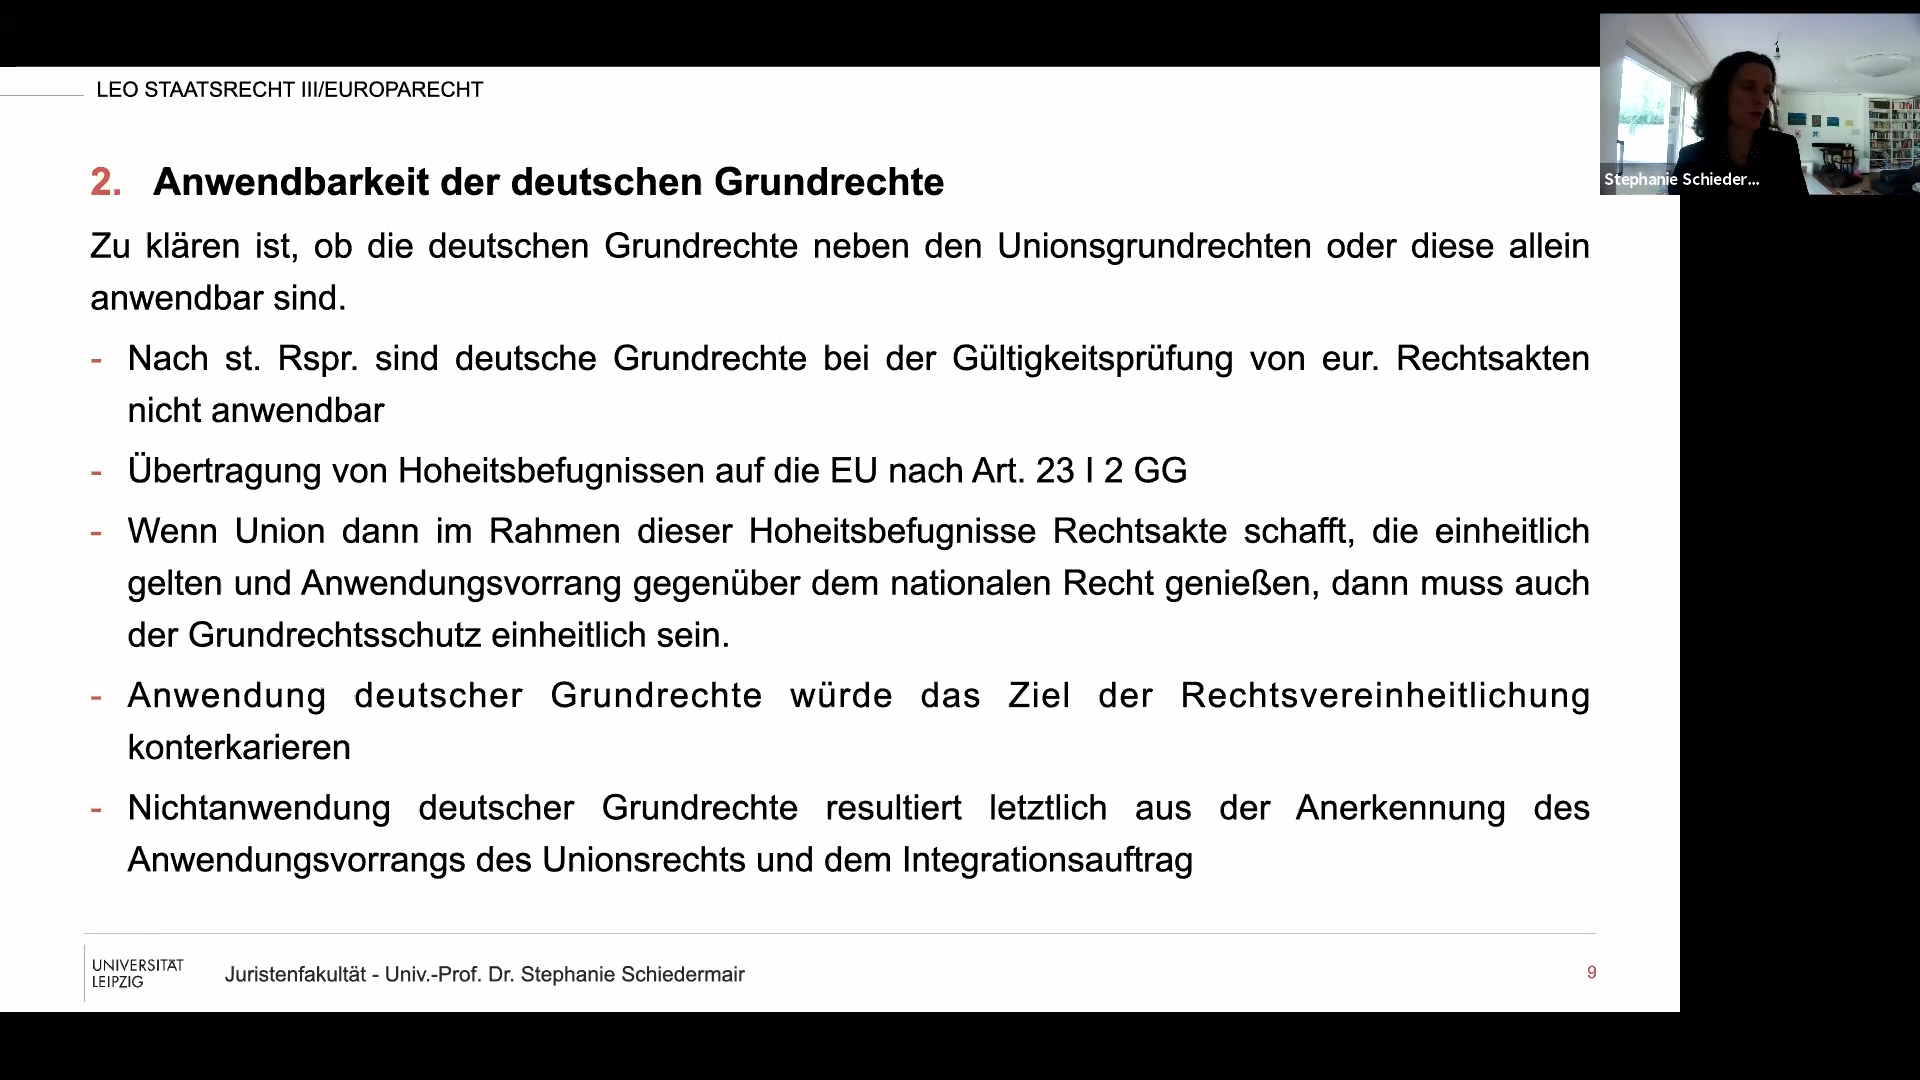 LEO STAATSRECHT III/EUROPARECHT
2. Anwendbarkeit der deutschen Grundrechte
Zu klären ist, ob die deutschen Grundrechte neben den Unionsgrundrechten oder diese allein
anwendbar sind.
- Nach st. Rspr. sind deutsche Grundrechte bei der Gültigkeitsprüfung von eur. Rechtsakten
nicht anwendbar
- Übertragung von Hoheitsbefugnissen auf die EU nach Art. 23 I 2 GG
- Wenn Union dann im Rahmen dieser Hoheitsbefugnisse Rechtsakte schafft, die einheitlich
gelten und Anwendungsvorrang gegenüber dem nationalen Recht genießen, dann muss auch
der Grundrechtsschutz einheitlich sein.
- Anwendung deutscher Grundrechte würde das Ziel der Rechtsvereinheitlichung
konterkarieren
- Nichtanwendung deutscher Grundrechte resultiert letztlich aus der Anerkennung des
Anwendungsvorrangs des Unionsrechts und dem Integrationsauftrag
UNIVERSITÄT
LEIPZIG
Juristenfakultät - Univ.-Prof. Dr. Stephanie Schiedermair
9
Stephanie Schieder...